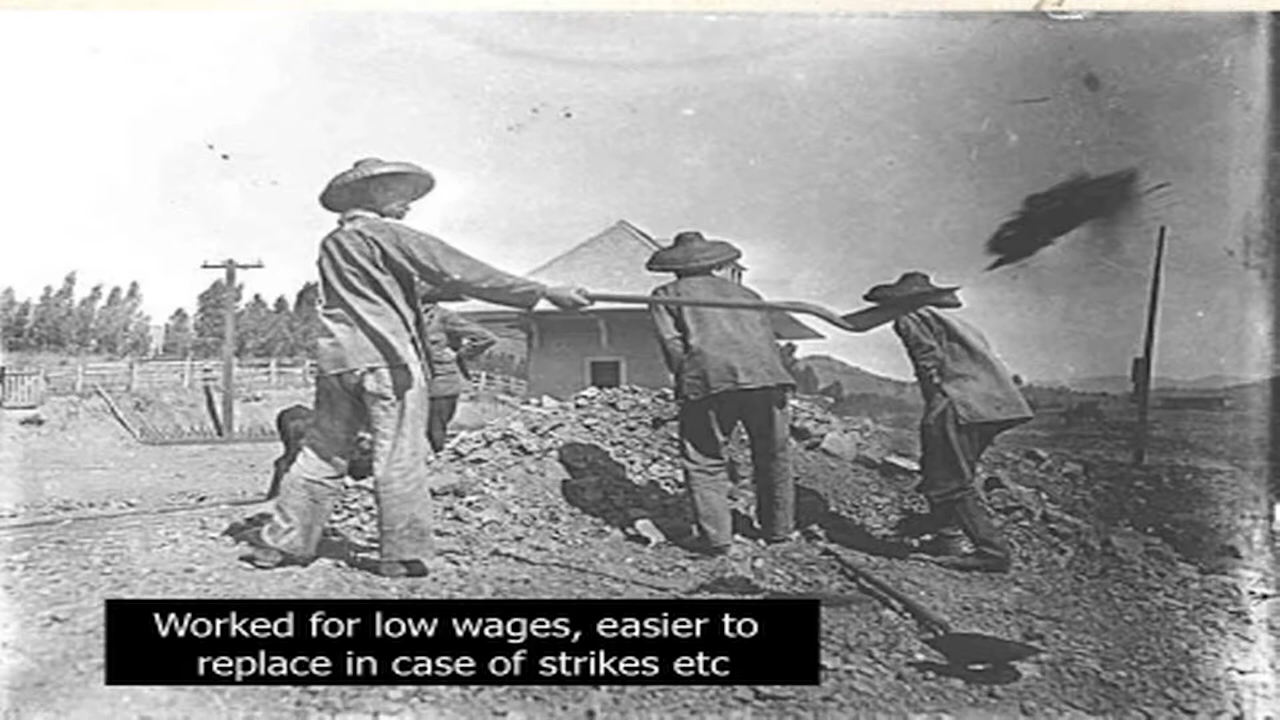 Worked for low wages, easier to
replace in case of strikes etc